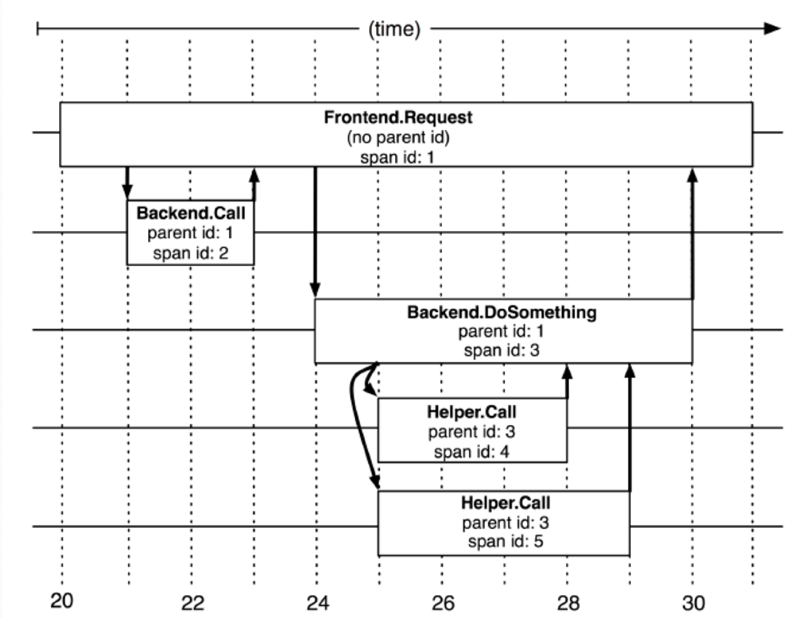 (time)
Frontend.Request
(no parent id)
span id: 1
Backend.Call
parent id: 1
span id: 2
Backend.DoSomething
parent id: 1
span id: 3
Helper.Call
parent id: 3
span id: 4
Helper.Call
parent id: 3
span id: 5
20 22 24 26 28 30